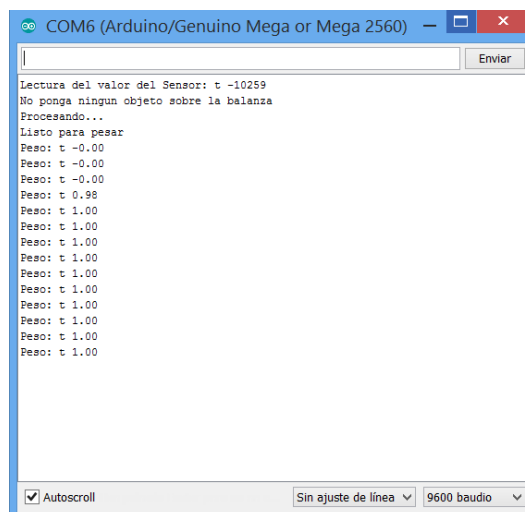 COM6 (Arduino/Genuino Mega or Mega 2560)
Enviar
Lectura del valor del Sensor: t -10259
No ponga ningun objeto sobre la balanza
Procesando...
Listo para pesar
Peso: t -0.00
Peso: t -0.00
Peso: t -0.00
Peso: t 0.98
Peso: t 1.00
Peso: t 1.00
Peso: t 1.00
Peso: t 1.00
Peso: t 1.00
Peso: t 1.00
Peso: t 1.00
Peso: t 1.00
Peso: t 1.00
Peso: t 1.00
Autoscroll Sin ajuste de línea 9600 baudio